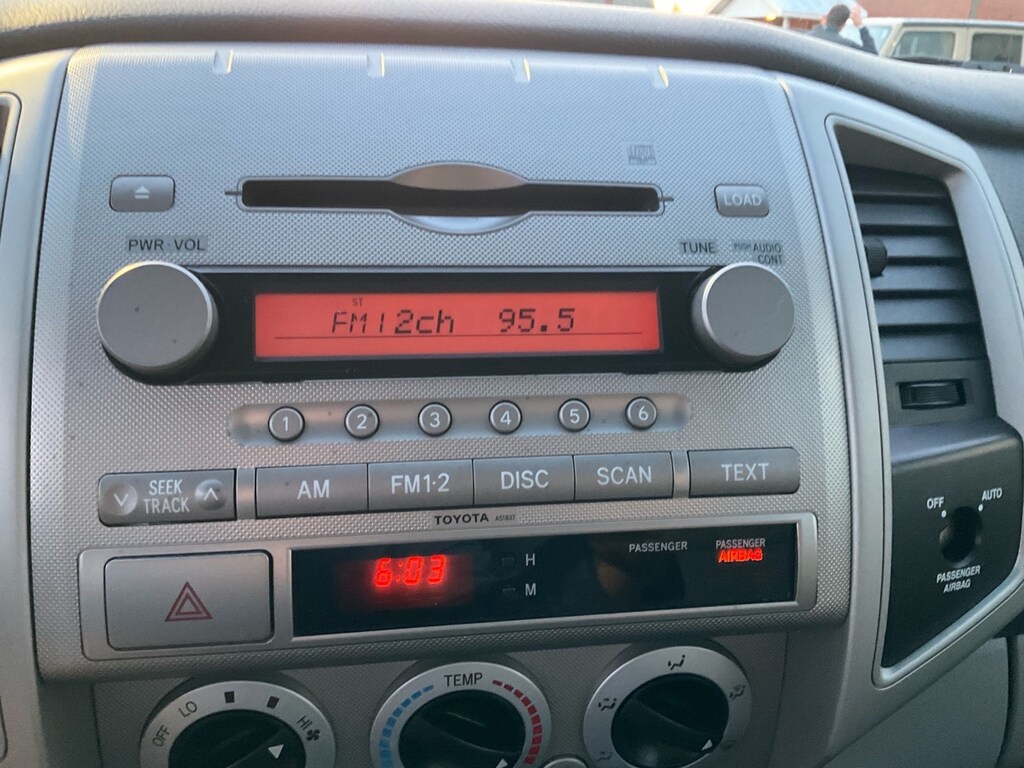 LOAD
PWR·VOL
TUNE
PUSH AUDIO
CONT
ST
FM1 2ch 95.5
1 2 3 4 5 6
SEEK
TRACK
AM
FM1·2
DISC
SCAN
TEXT
TOYOTA
6:03
H
M
PASSENGER
PASSENGER
AIRBAG
OFF
AUTO
PASSENGER
AIRBAG
OFF LO HI
TEMP